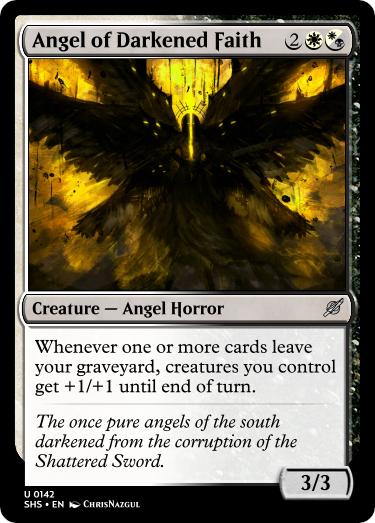 Angel of Darkened Faith 2
Creature — Angel Horror
Whenever one or more cards leave
your graveyard, creatures you control
get +1/+1 until end of turn.
The once pure angels of the south
darkened from the corruption of the
Shattered Sword.
3/3
U 0142
SHS • EN ChrisNazgul